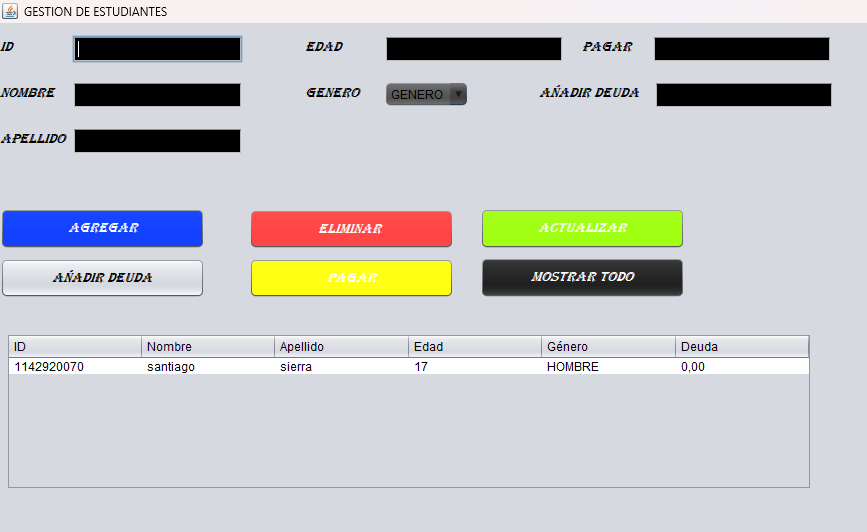 GESTION DE ESTUDIANTES
ID EDAD PAGAR
NOMBRE GENERO GENERO AÑADIR DEUDA
APELLIDO
AGREGAR ELIMINAR ACTUALIZAR
AÑADIR DEUDA PAGAR MOSTRAR TODO
ID Nombre Apellido Edad Género Deuda
1142920070 santiago sierra 17 HOMBRE 0,00